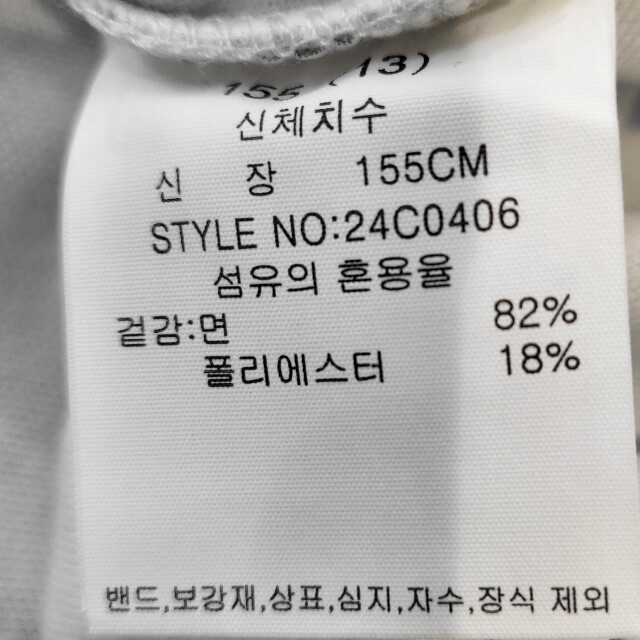 155 (13)
신체치수
신 장 155CM
STYLE NO:24C0406
섬유의 혼용율
겉감:면 82%
폴리에스터 18%
밴드,보강재,상표,심지,자수,장식 제외